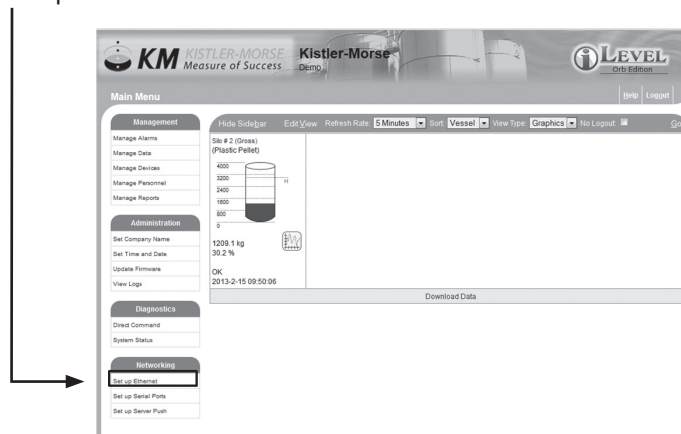 KM KISTLER-MORSE
Measure of Success
Kistler-Morse
Demo
iLEVEL
Orb Edition
Main Menu
Help Logout
Management
Manage Alarms
Manage Data
Manage Devices
Manage Personnel
Manage Reports
Administration
Set Company Name
Set Time and Date
Update Firmware
View Logs
Diagnostics
Direct Command
System Status
Networking
Set up Ethernet
Set up Serial Ports
Set up Server Push
Hide Sidebar Edit View Refresh Rate: 5 Minutes Sort: Vessel View Type: Graphics No Logout: Go
Silo # 2 (Gross)
(Plastic Pellet)
4000
3200
H
2400
1600
800
0
1209.1 kg
30.2 %
OK
2013-2-15 09:50:06
Download Data